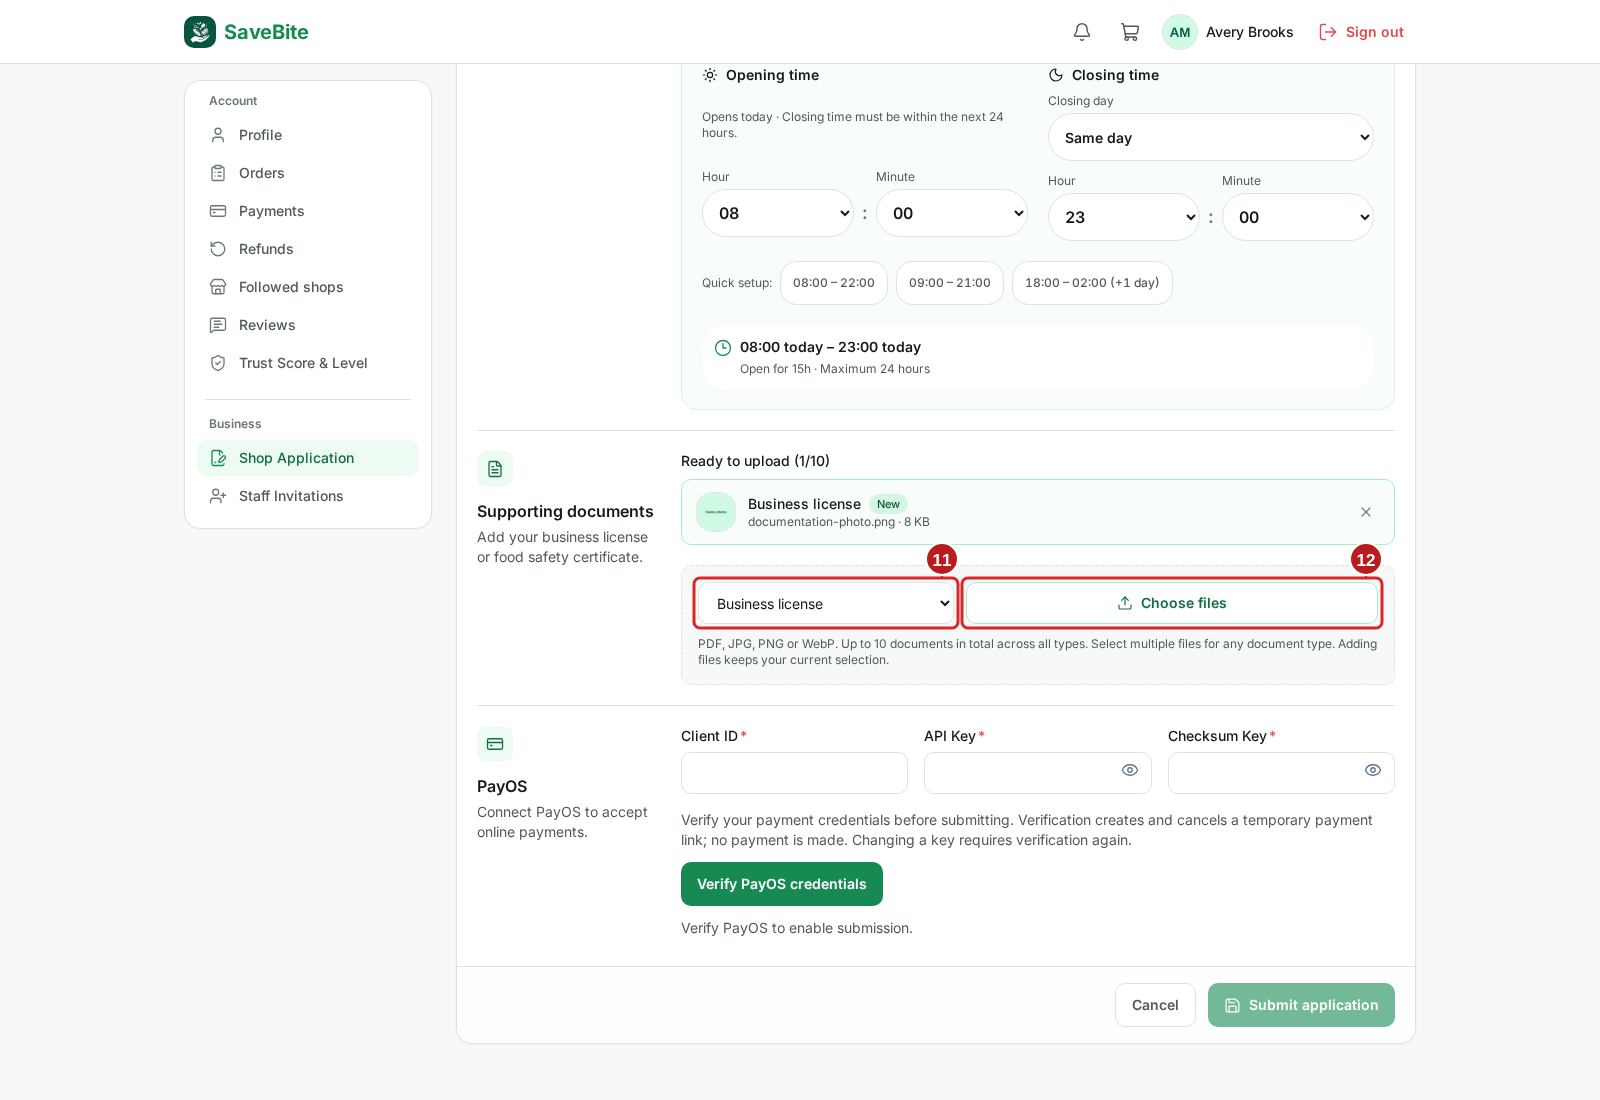 SaveBite
AM
Avery Brooks
Sign out
Account
Profile
Orders
Payments
Refunds
Followed shops
Reviews
Trust Score & Level
Business
Shop Application
Staff Invitations
Opening time
Opens today · Closing time must be within the next 24
hours.
Hour
Minute
08
:
00
Closing time
Closing day
Same day
Hour
Minute
23
:
00
Quick setup:
08:00 – 22:00
09:00 – 21:00
18:00 – 02:00 (+1 day)
08:00 today – 23:00 today
Open for 15h · Maximum 24 hours
Supporting documents
Add your business license
or food safety certificate.
Ready to upload (1/10)
Business license
New
documentation-photo.png · 8 KB
11
12
Business license
Choose files
PDF, JPG, PNG or WebP. Up to 10 documents in total across all types. Select multiple files for any document type. Adding
files keeps your current selection.
PayOS
Connect PayOS to accept
online payments.
Client ID *
API Key *
Checksum Key *
Verify your payment credentials before submitting. Verification creates and cancels a temporary payment
link; no payment is made. Changing a key requires verification again.
Verify PayOS credentials
Verify PayOS to enable submission.
Cancel
Submit application